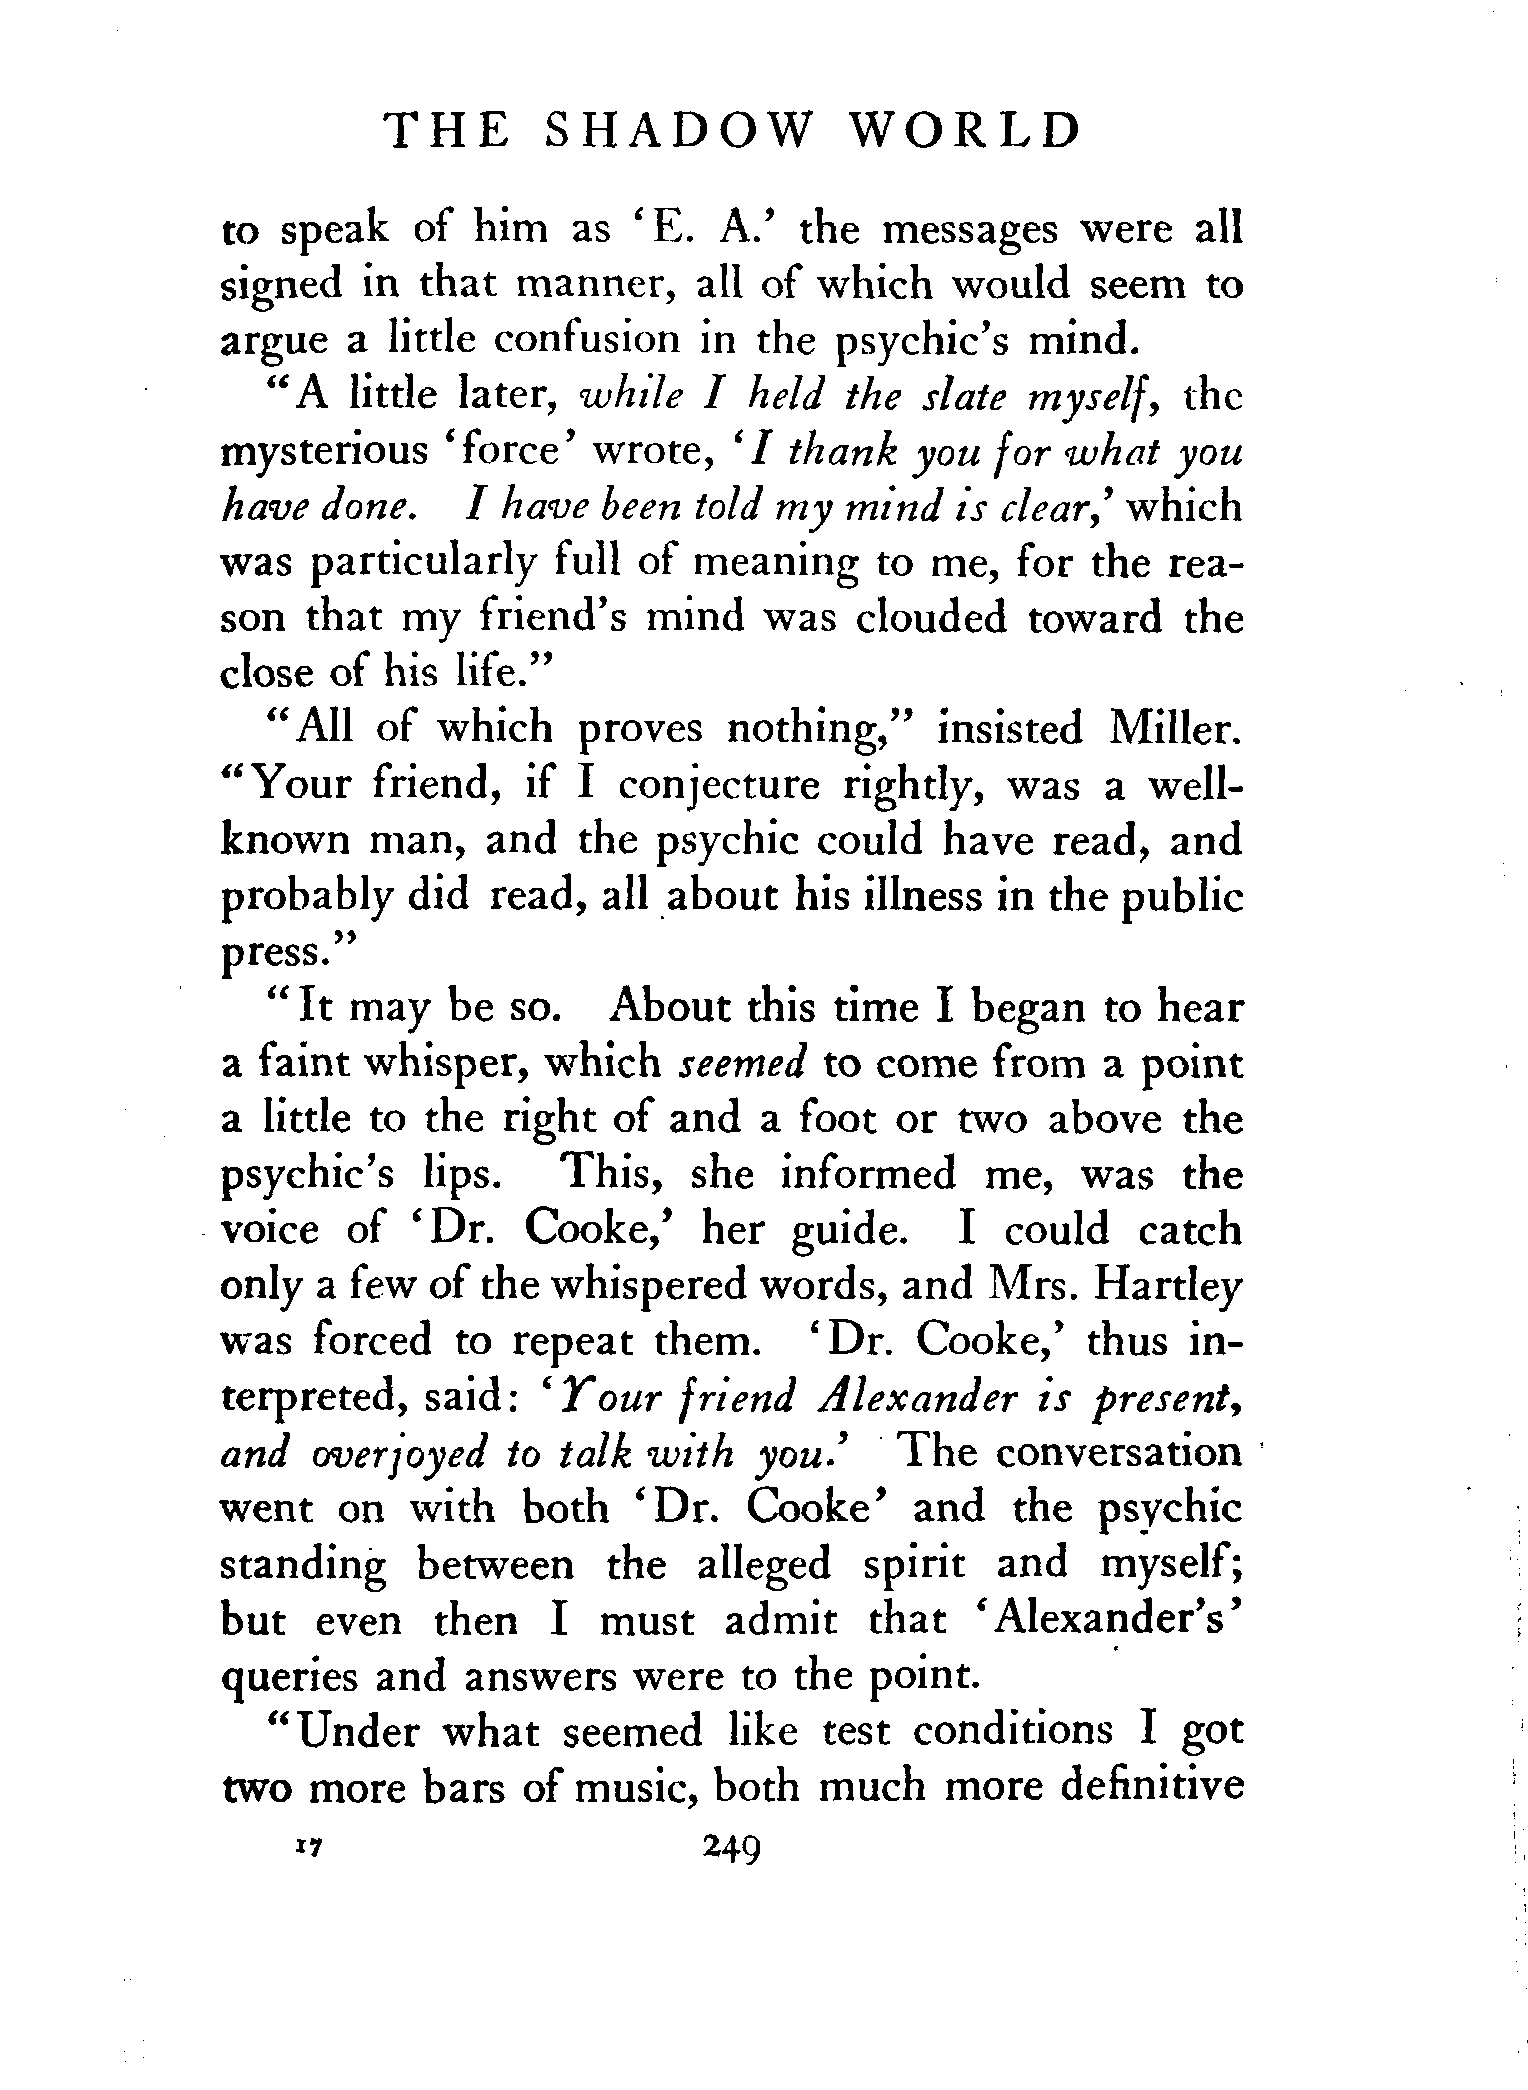 THE SHADOW WORLD
to speak of him as ‘E. A.’ the messages were all
signed in that manner, all of which would seem to
argue a little confusion in the psychic’s mind.
“A little later, while I held the slate myself, the
mysterious ‘force’ wrote, ‘I thank you for what you
have done. I have been told my mind is clear,’ which
was particularly full of meaning to me, for the rea-
son that my friend’s mind was clouded toward the
close of his life.”
“All of which proves nothing,” insisted Miller.
“Your friend, if I conjecture rightly, was a well-
known man, and the psychic could have read, and
probably did read, all about his illness in the public
press.”
“It may be so. About this time I began to hear
a faint whisper, which seemed to come from a point
a little to the right of and a foot or two above the
psychic’s lips. This, she informed me, was the
voice of ‘Dr. Cooke,’ her guide. I could catch
only a few of the whispered words, and Mrs. Hartley
was forced to repeat them. ‘Dr. Cooke,’ thus in-
terpreted, said: ‘Your friend Alexander is present,
and overjoyed to talk with you.’ The conversation
went on with both ‘Dr. Cooke’ and the psychic
standing between the alleged spirit and myself;
but even then I must admit that ‘Alexander’s’
queries and answers were to the point.
“Under what seemed like test conditions I got
two more bars of music, both much more definitive
17 249